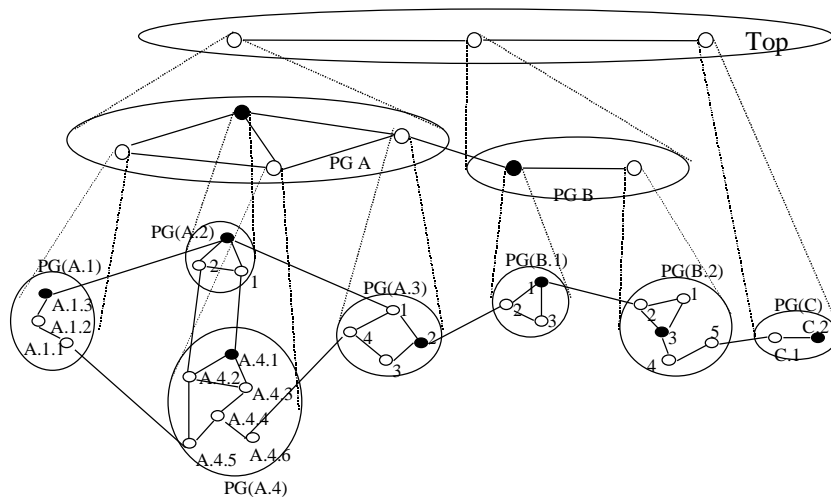 Top
PG A
PG B
PG(A.1)
A.1.3
A.1.2
A.1.1
PG(A.2)
2
1
PG(A.3)
1
4
2
3
PG(B.1)
1
2
3
PG(B.2)
1
2
3
5
4
PG(C)
C.2
C.1
A.4.1
A.4.2
A.4.3
A.4.4
A.4.5
A.4.6
PG(A.4)